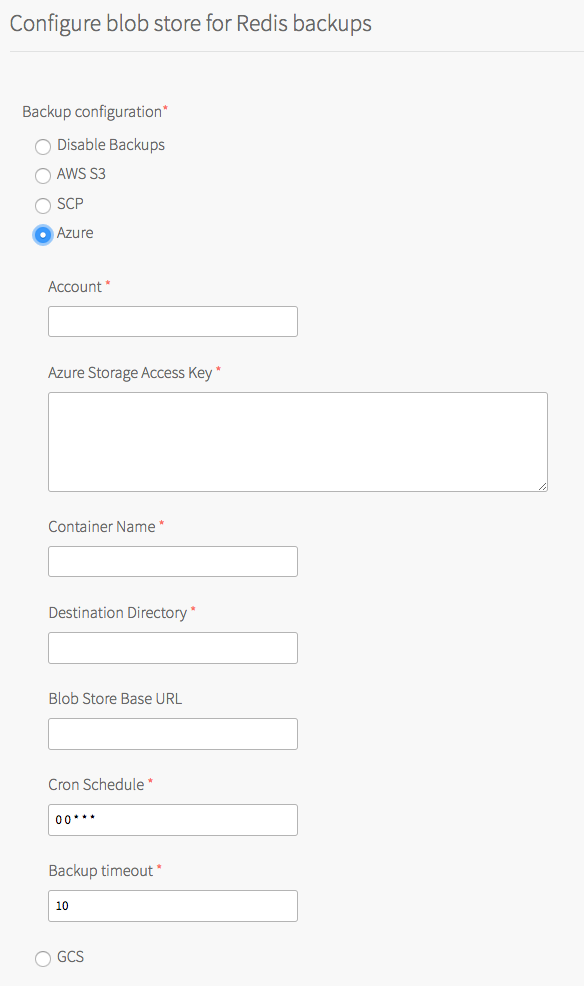 Configure blob store for Redis backups
Backup configuration*
Disable Backups
AWS S3
SCP
Azure
Account *
Azure Storage Access Key *
Container Name *
Destination Directory *
Blob Store Base URL
Cron Schedule *
0 0 * * *
Backup timeout *
10
GCS